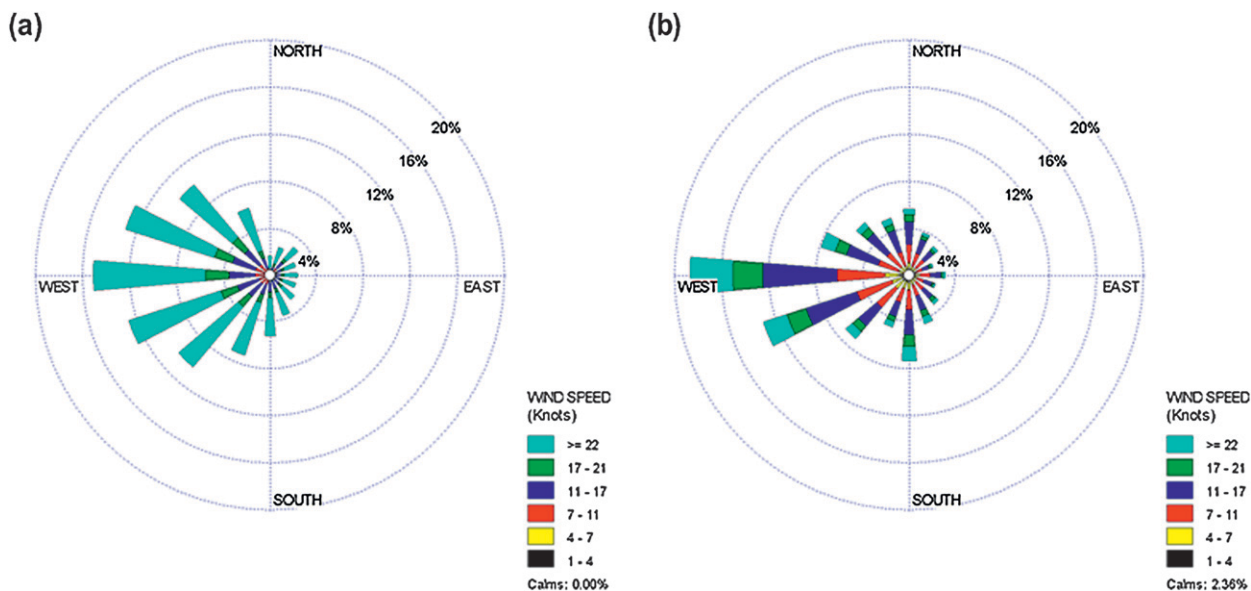 (a)
NORTH
20%
16%
12%
8%
4%
WEST
EAST
SOUTH
WIND SPEED
(Knots)
>= 22
17 - 21
11 - 17
7 - 11
4 - 7
1 - 4
Calms: 0.00%
(b)
NORTH
20%
16%
12%
8%
4%
WEST
EAST
SOUTH
WIND SPEED
(Knots)
>= 22
17 - 21
11 - 17
7 - 11
4 - 7
1 - 4
Calms: 2.36%